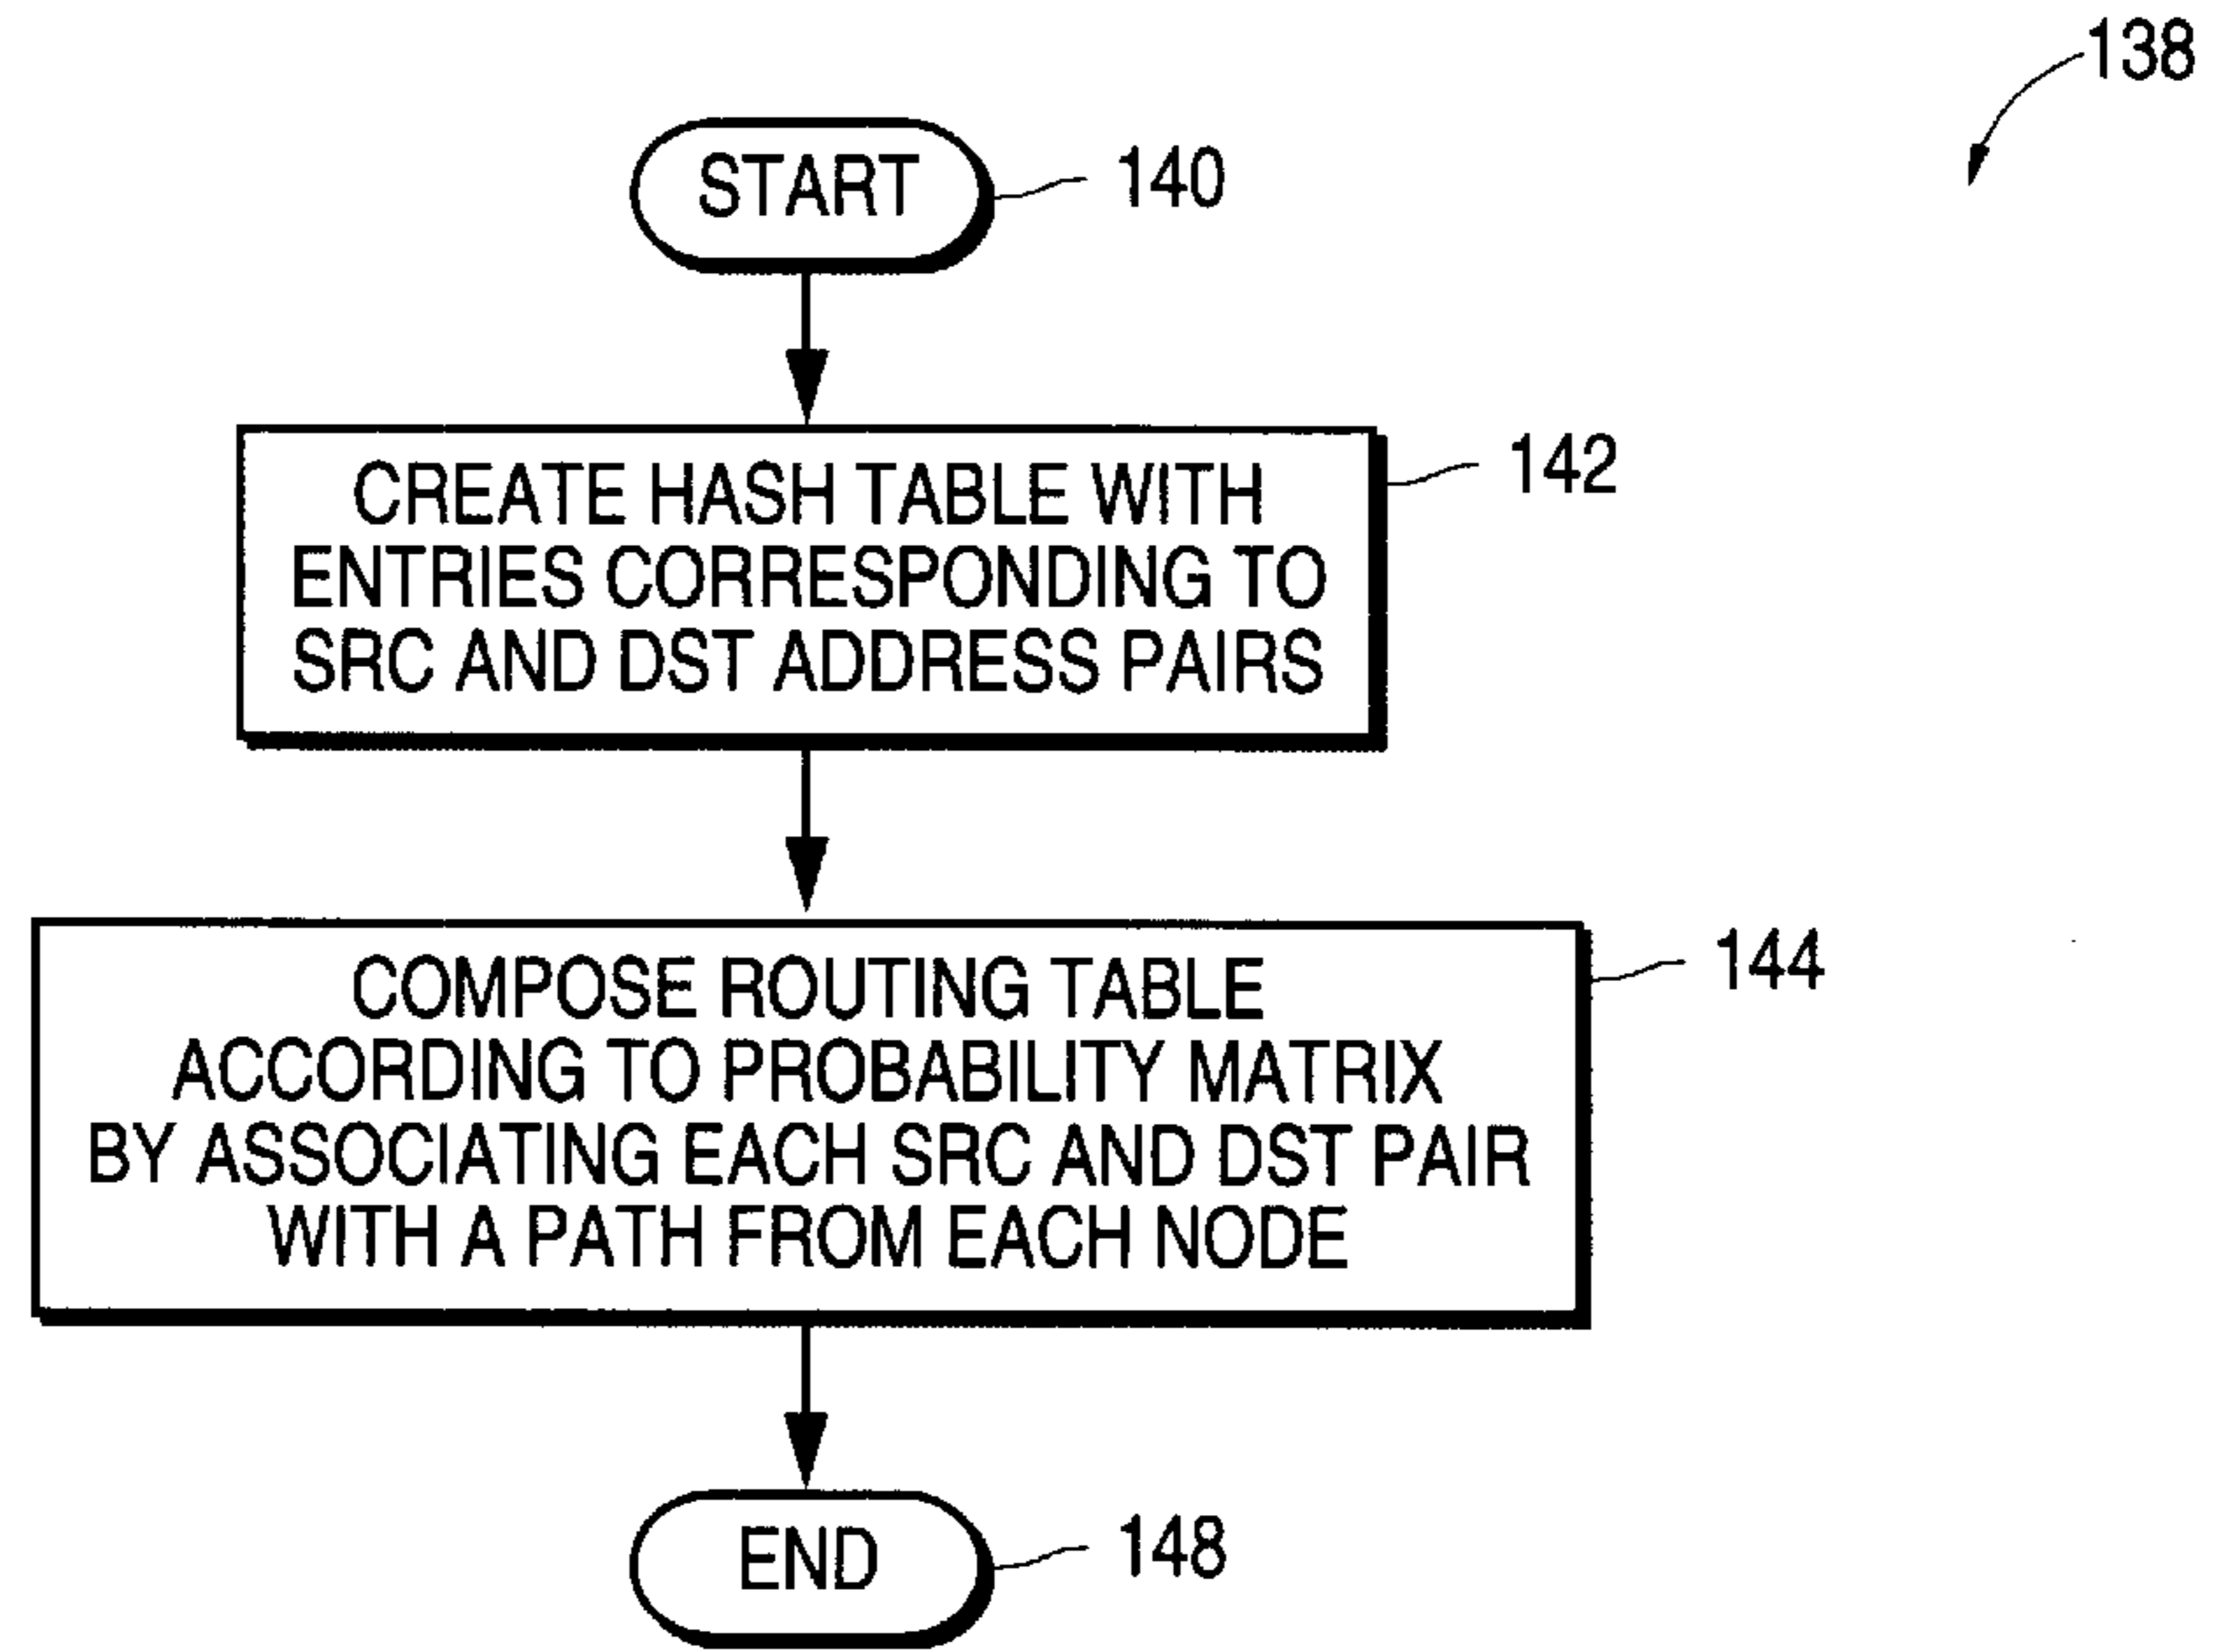 138
START
140
CREATE HASH TABLE WITH
ENTRIES CORRESPONDING TO
SRC AND DST ADDRESS PAIRS
142
COMPOSE ROUTING TABLE
ACCORDING TO PROBABILITY MATRIX
BY ASSOCIATING EACH SRC AND DST PAIR
WITH A PATH FROM EACH NODE
144
END
148